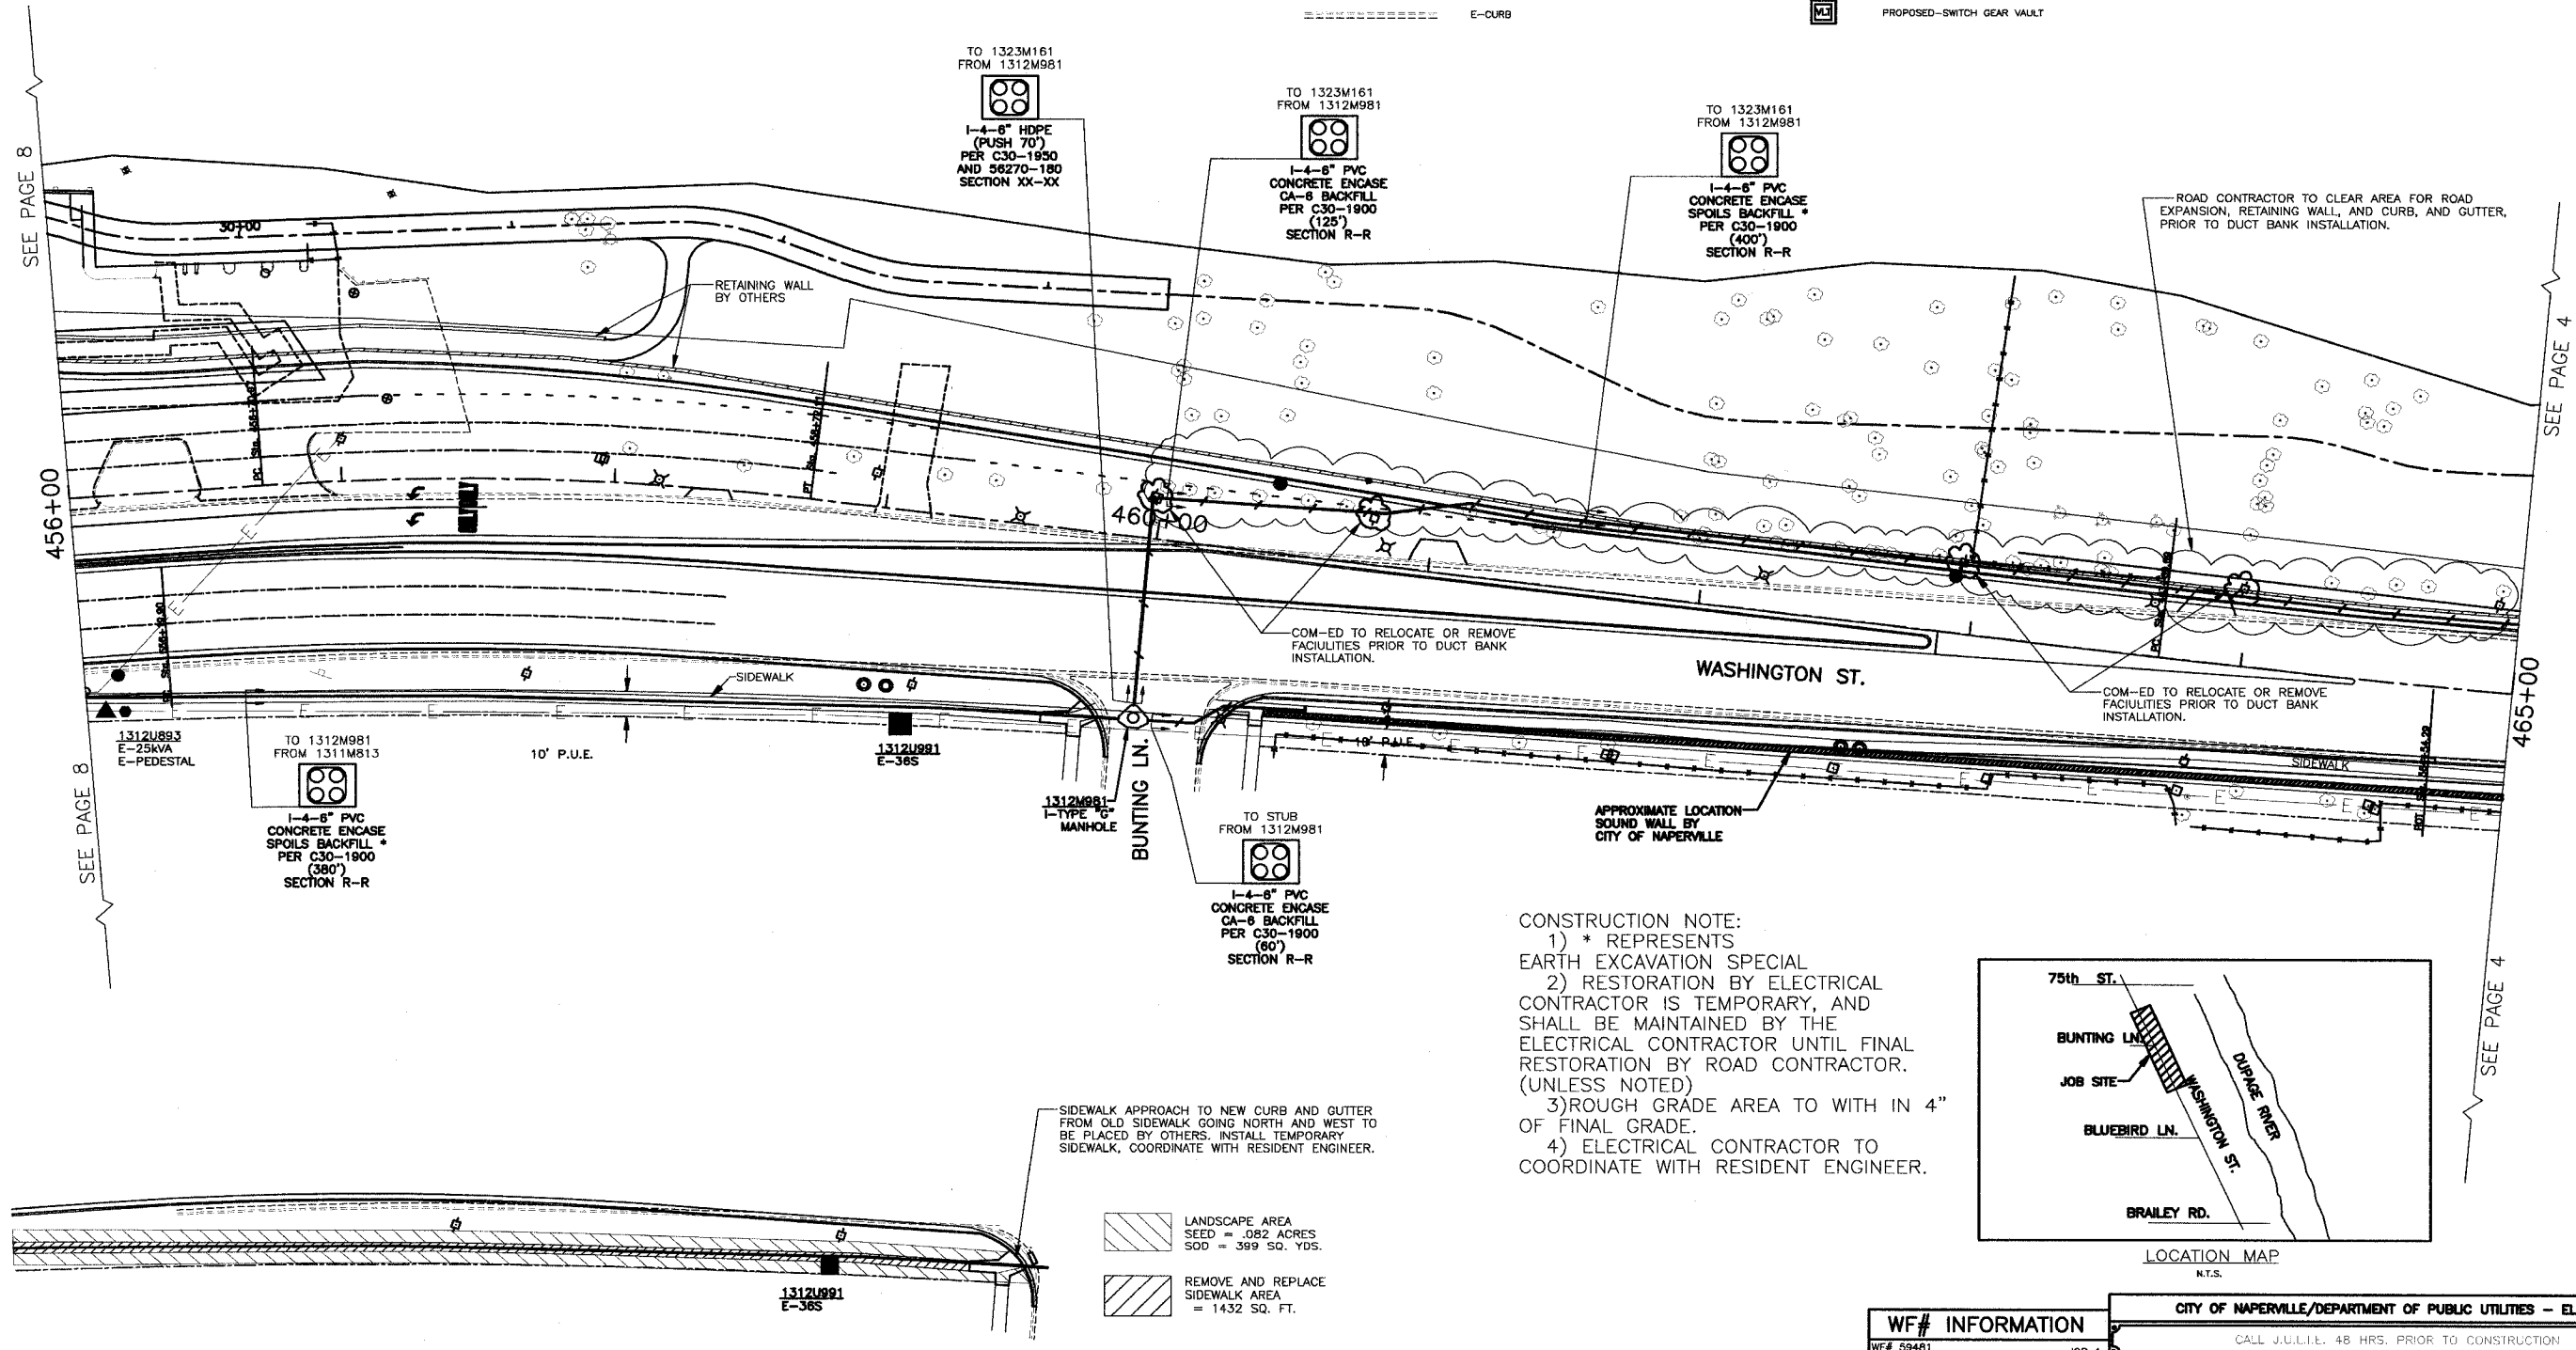 E-CURB
VLT
PROPOSED-SWITCH GEAR VAULT
TO 1323M161
FROM 1312M981
I-4-6" HDPE
(PUSH 70')
PER C30-1950
AND 56270-180
SECTION XX-XX
TO 1323M161
FROM 1312M981
I-4-6" PVC
CONCRETE ENCASE
CA-6 BACKFILL
PER C30-1900
(125')
SECTION R-R
TO 1323M161
FROM 1312M981
I-4-6" PVC
CONCRETE ENCASE
SPOILS BACKFILL *
PER C30-1900
(400')
SECTION R-R
ROAD CONTRACTOR TO CLEAR AREA FOR ROAD
EXPANSION, RETAINING WALL, AND CURB, AND GUTTER,
PRIOR TO DUCT BANK INSTALLATION.
SEE PAGE 8
30+00
RETAINING WALL
BY OTHERS
SEE PAGE 4
456+00
460+00
COM-ED TO RELOCATE OR REMOVE
FACIULITIES PRIOR TO DUCT BANK
INSTALLATION.
WASHINGTON ST.
COM-ED TO RELOCATE OR REMOVE
FACIULITIES PRIOR TO DUCT BANK
INSTALLATION.
465+00
SIDEWALK
SIDEWALK
1312U893
E-25kVA
E-PEDESTAL
TO 1312M981
FROM 1311M813
I-4-6" PVC
CONCRETE ENCASE
SPOILS BACKFILL *
PER C30-1900
(380')
SECTION R-R
10' P.U.E.
1312U991
E-36S
10' P.U.E.
1312M981
I-TYPE "G"
MANHOLE
BUNTING LN.
TO STUB
FROM 1312M981
I-4-6" PVC
CONCRETE ENCASE
CA-6 BACKFILL
PER C30-1900
(60')
SECTION R-R
APPROXIMATE LOCATION
SOUND WALL BY
CITY OF NAPERVILLE
SEE PAGE 8
SEE PAGE 4
CONSTRUCTION NOTE:
1) * REPRESENTS
EARTH EXCAVATION SPECIAL
2) RESTORATION BY ELECTRICAL
CONTRACTOR IS TEMPORARY, AND
SHALL BE MAINTAINED BY THE
ELECTRICAL CONTRACTOR UNTIL FINAL
RESTORATION BY ROAD CONTRACTOR.
(UNLESS NOTED)
3)ROUGH GRADE AREA TO WITH IN 4"
OF FINAL GRADE.
4) ELECTRICAL CONTRACTOR TO
COORDINATE WITH RESIDENT ENGINEER.
75th ST.
BUNTING LN.
JOB SITE
WASHINGTON ST.
DUPAGE RIVER
BLUEBIRD LN.
BRAILEY RD.
LOCATION MAP
N.T.S.
SIDEWALK APPROACH TO NEW CURB AND GUTTER
FROM OLD SIDEWALK GOING NORTH AND WEST TO
BE PLACED BY OTHERS. INSTALL TEMPORARY
SIDEWALK, COORDINATE WITH RESIDENT ENGINEER.
LANDSCAPE AREA
SEED = .082 ACRES
SOD = 399 SQ. YDS.
REMOVE AND REPLACE
SIDEWALK AREA
= 1432 SQ. FT.
1312U991
E-36S
WF# INFORMATION
WF# 59481
CITY OF NAPERVILLE/DEPARTMENT OF PUBLIC UTILITIES - EL
CALL J.U.L.I.E. 48 HRS. PRIOR TO CONSTRUCTION